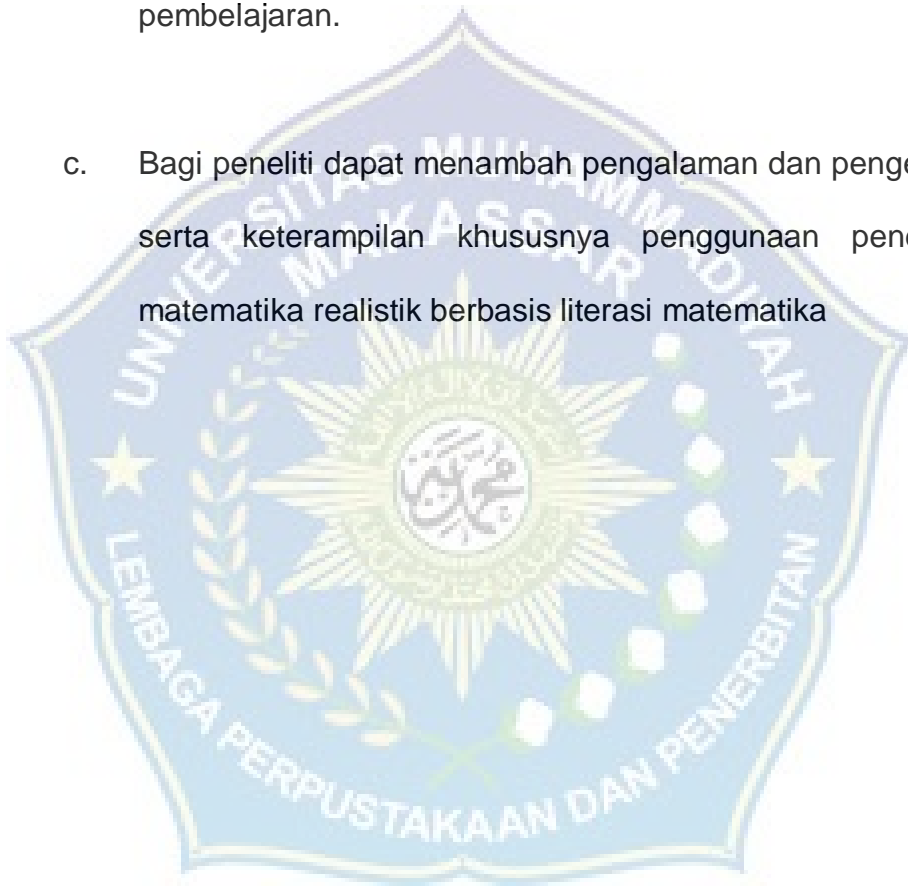 pembelajaran.
c. Bagi peneliti dapat menambah pengalaman dan penge
serta keterampilan khususnya penggunaan pen
matematika realistik berbasis literasi matematika
UNIVERSITAS MUHAMMADIYAH
MAKASSAR
LEMBAGA PERPUSTAKAAN DAN PENERBITAN